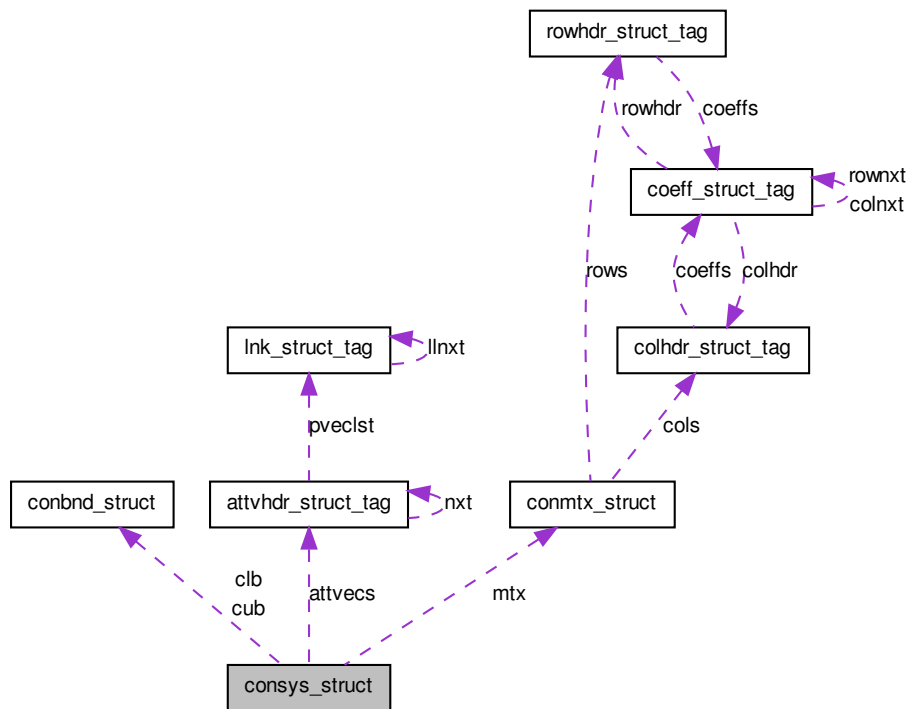 rowhdr_struct_tag
rowhdr
coeffs
coeff_struct_tag
rownxt
colnxt
rows
coeffs
colhdr
lnk_struct_tag
llnxt
colhdr_struct_tag
pveclst
cols
conbnd_struct
attvhdr_struct_tag
nxt
conmtx_struct
clb
cub
attvecs
mtx
consys_struct